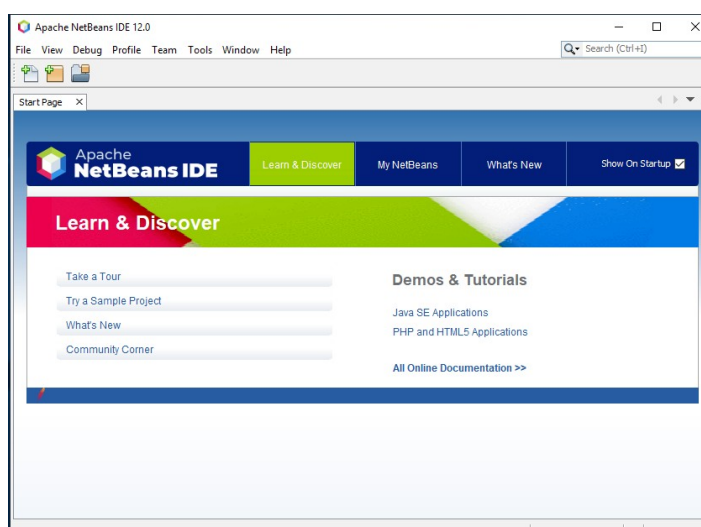 Apache NetBeans IDE 12.0
File View Debug Profile Team Tools Window Help
Search (Ctrl+I)
Start Page
Apache
NetBeans IDE
Learn & Discover
My NetBeans
What's New
Show On Startup
Learn & Discover
Take a Tour
Try a Sample Project
What's New
Community Corner
Demos & Tutorials
Java SE Applications
PHP and HTML5 Applications
All Online Documentation >>